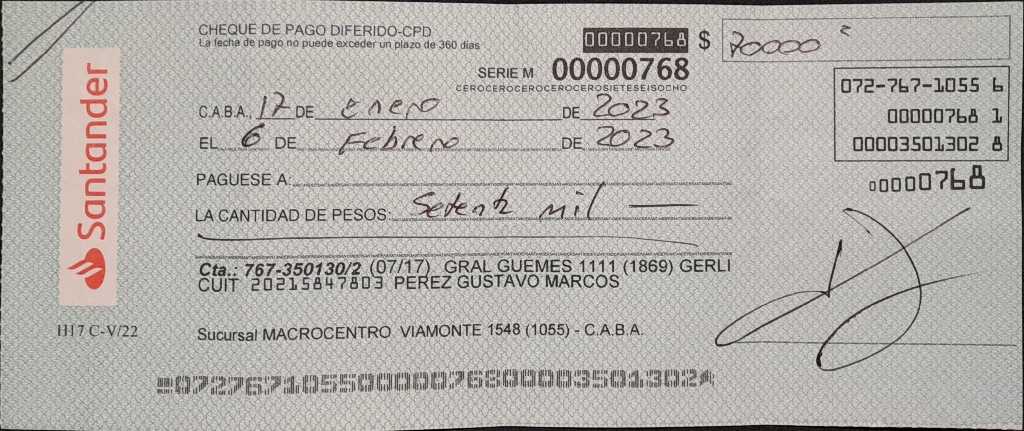 CHEQUE DE PAGO DIFERIDO-CPD
La fecha de pago no puede exceder un plazo de 360 días
00000768 $ 70000
SERIE M 00000768
CEROCEROCEROCEROCEROSIETESEISOCHO
072-767-1055 6
00000768 1
00003501302 8
00000768
C.A.B.A., 17 DE enero DE 2023
EL 6 DE Febrero DE 2023
PAGUESE A:
LA CANTIDAD DE PESOS: Setenta mil
Cta.: 767-350130/2 (07/17) GRAL GUEMES 1111 (1869) GERLI
CUIT 20215847803 PEREZ GUSTAVO MARCOS
Sucursal MACROCENTRO VIAMONTE 1548 (1055) - C.A.B.A.
Santander
H17 C-V/22
07276710550000076800003501302